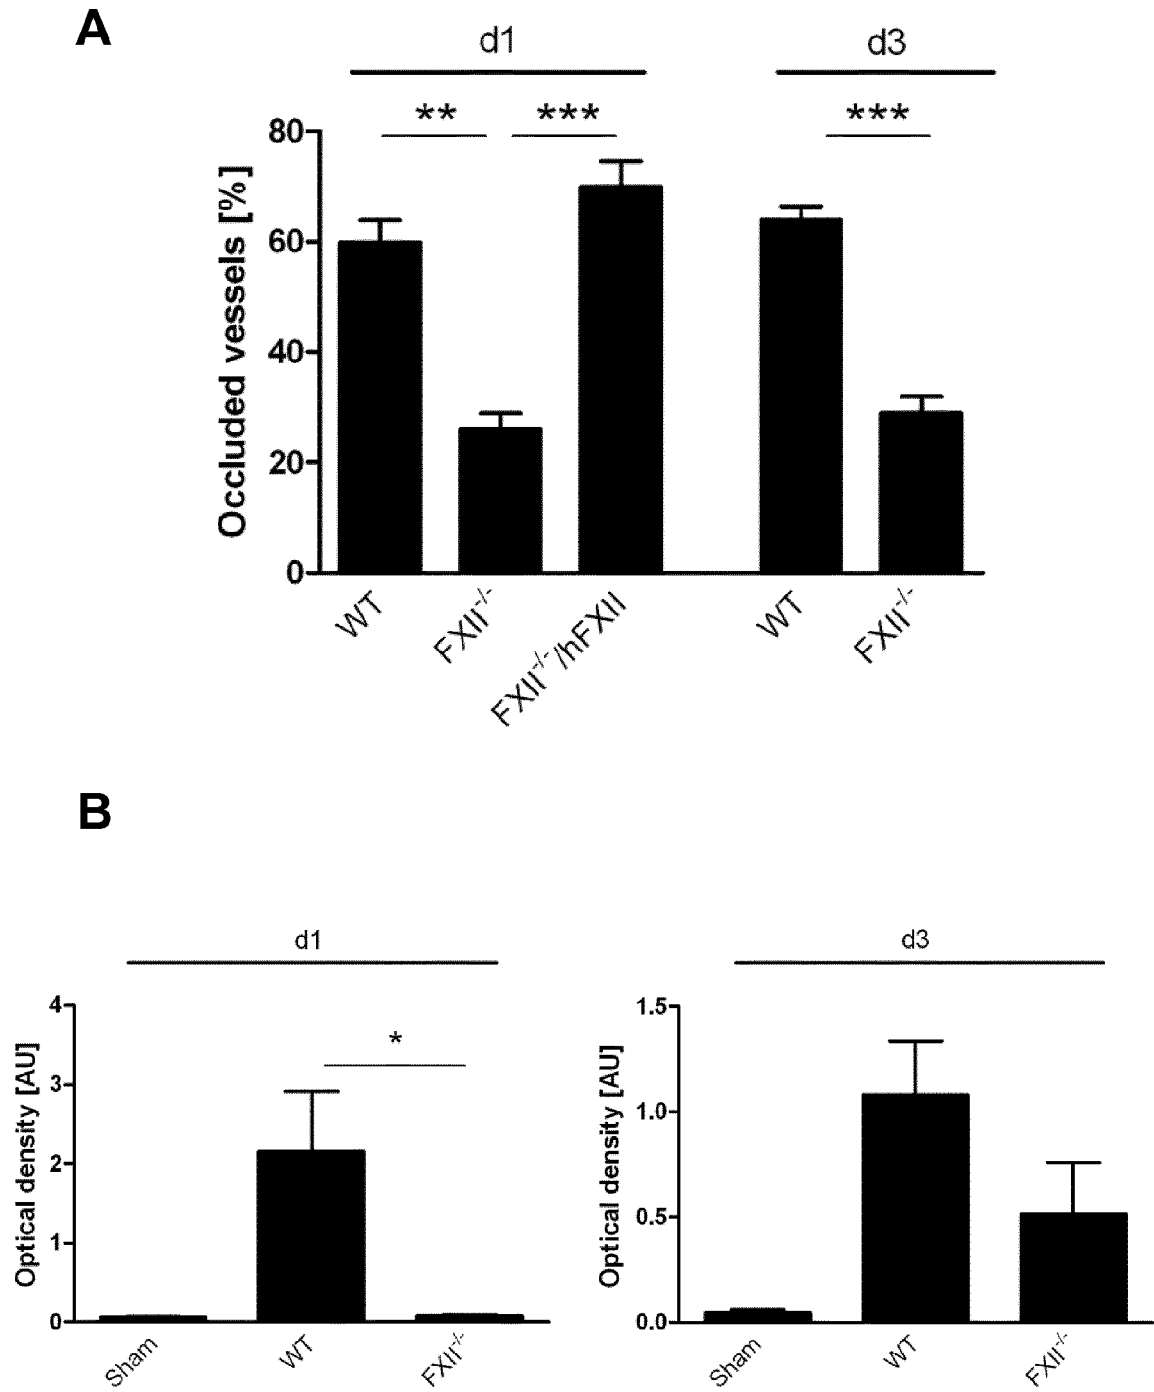 A
d1
d3
** *** ***
Occluded vessels [%]
80
60
40
20
0
WT
FXII-/-
FXII-/-/hFXII
WT
FXII-/-
B
d1
*
Optical density [AU]
4
3
2
1
0
Sham
WT
FXII-/-
d3
Optical density [AU]
1.5
1.0
0.5
0.0
Sham
WT
FXII-/-